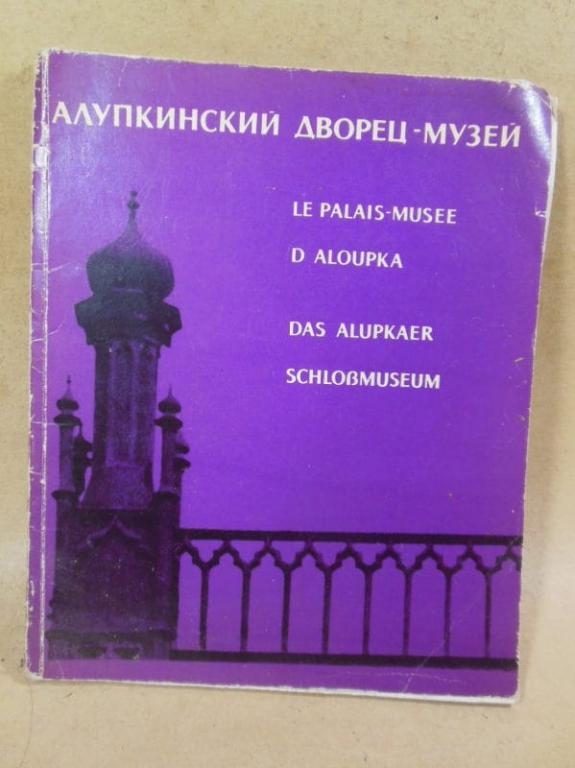 АЛУПКИНСКИЙ ДВОРЕЦ-МУЗЕЙ
LE PALAIS-MUSEE
D ALOUPKA
DAS ALUPKAER
SCHLOßMUSEUM